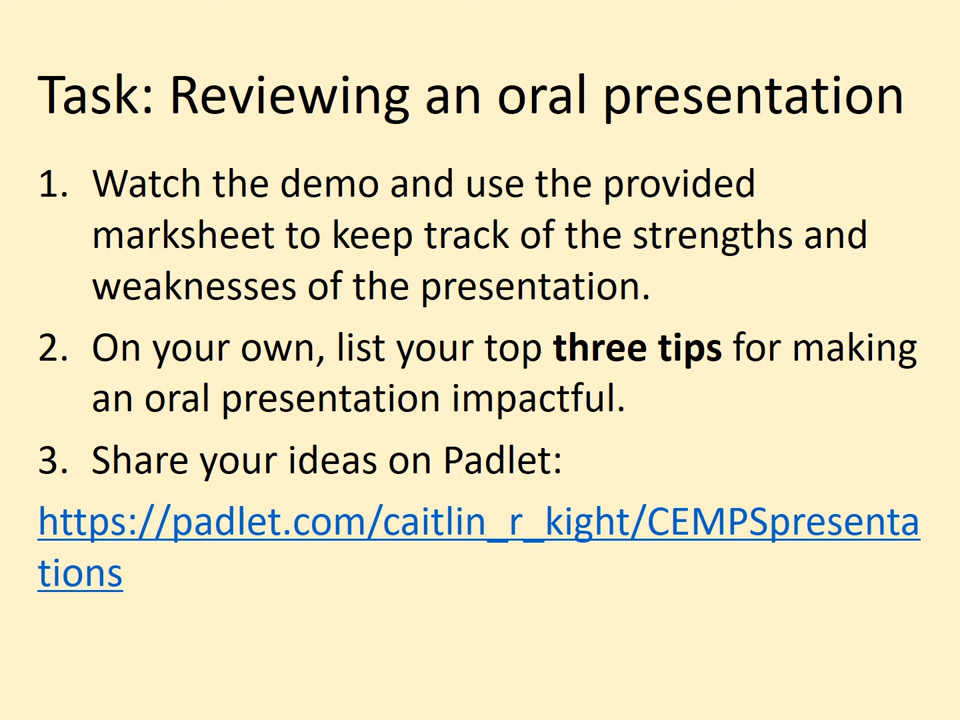 Task: Reviewing an oral presentation
1. Watch the demo and use the provided
marksheet to keep track of the strengths and
weaknesses of the presentation.
2. On your own, list your top three tips for making
an oral presentation impactful.
3. Share your ideas on Padlet:
https://padlet.com/caitlin_r_kight/CEMPSpresenta
tions